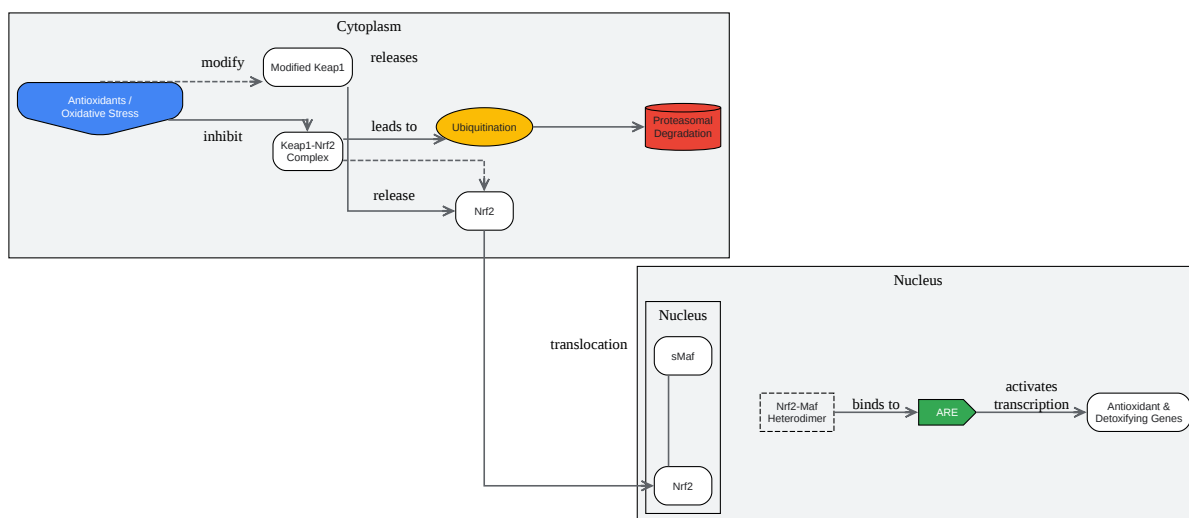 Cytoplasm
modify
Modified Keap1
releases
Antioxidants /
Oxidative Stress
inhibit
Keap1-Nrf2
Complex
leads to
Ubiquitination
Proteasomal
Degradation
release
Nrf2
Nucleus
Nucleus
translocation
sMaf
Nrf2
Nrf2-Maf
Heterodimer
binds to
ARE
activates
transcription
Antioxidant &
Detoxifying Genes